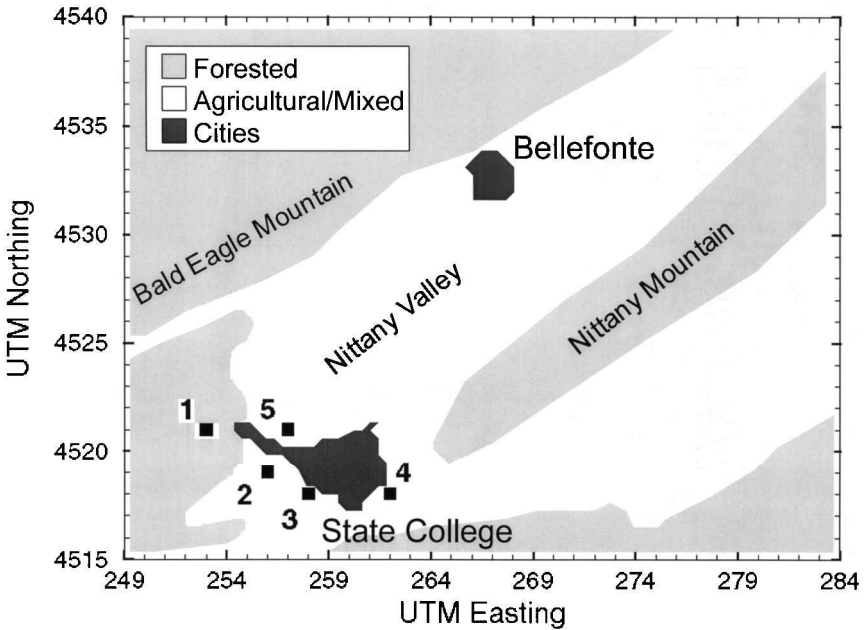 4540
4535
4530
4525
4520
4515
UTM Northing
Forested
Agricultural/Mixed
Cities
Bellefonte
Bald Eagle Mountain
Nittany Valley
Nittany Mountain
1
5
2
3
4
State College
249 254 259 264 269 274 279 284
UTM Easting